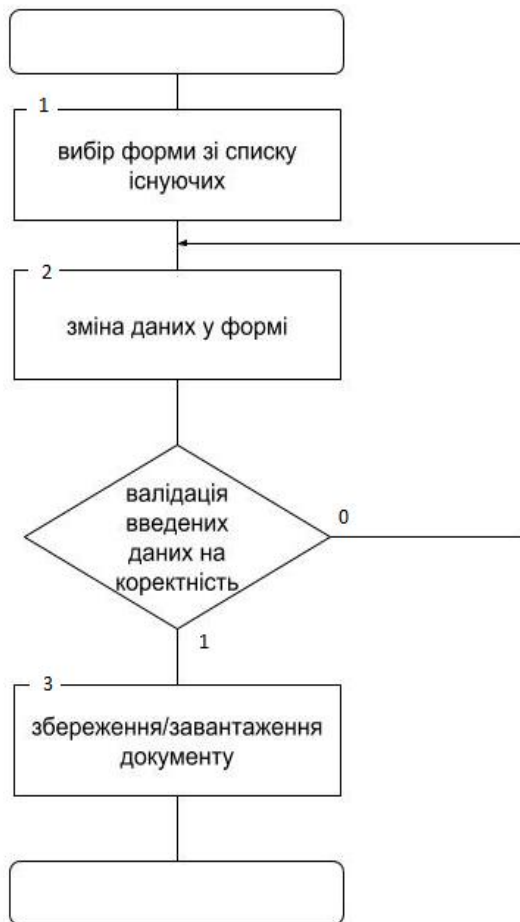 1
вибір форми зі списку
існуючих
2
зміна даних у формі
валідація
введених
даних на
коректність
0
1
3
збереження/завантаження
документу